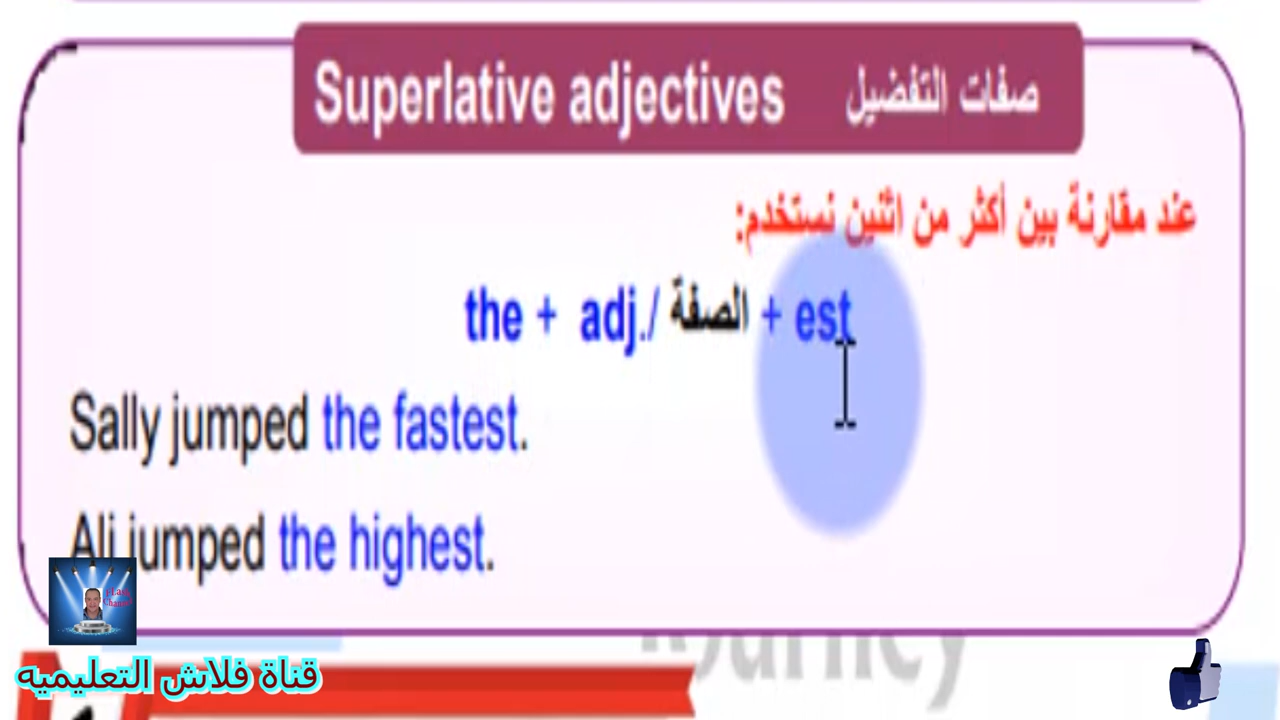 Superlative adjectives صفات التفضيل
عند مقارنة بين أكثر من اثنين نستخدم:
the + adj./ الصفة + est
Sally jumped the fastest.
Ali jumped the highest.
قناة فلاش التعليميه